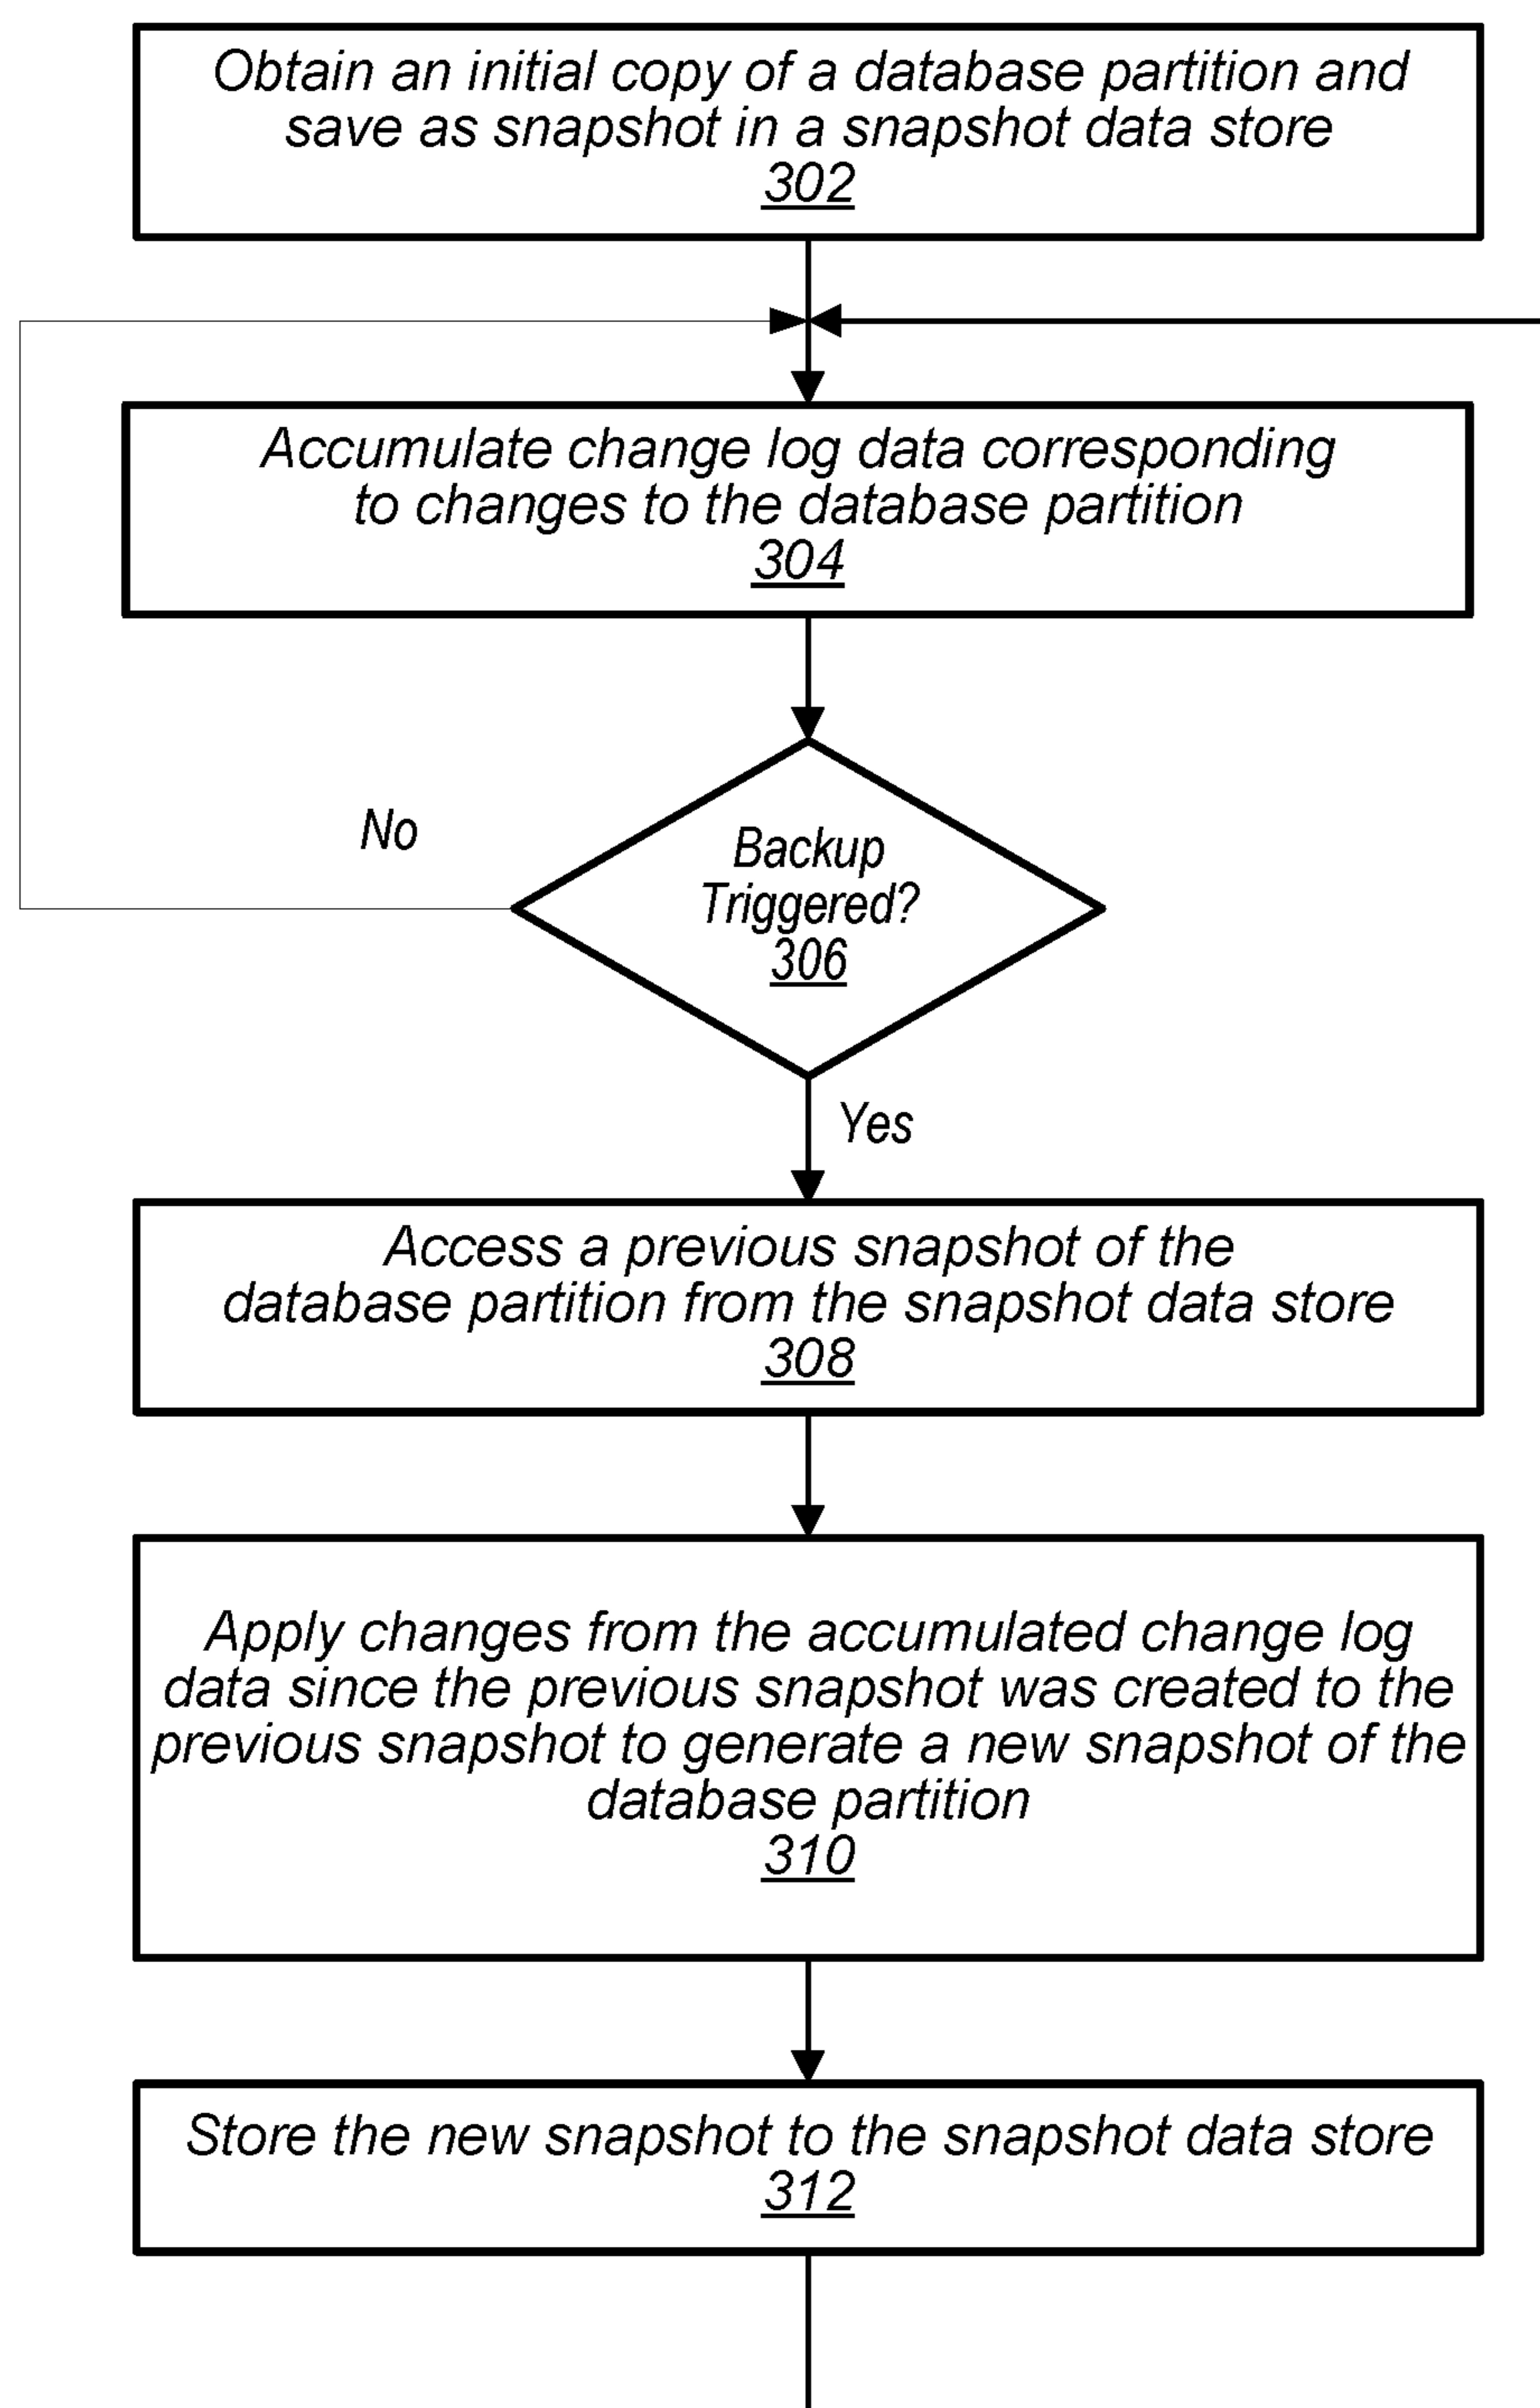 Obtain an initial copy of a database partition and
save as snapshot in a snapshot data store
302
Accumulate change log data corresponding
to changes to the database partition
304
No
Backup
Triggered?
306
Yes
Access a previous snapshot of the
database partition from the snapshot data store
308
Apply changes from the accumulated change log
data since the previous snapshot was created to the
previous snapshot to generate a new snapshot of the
database partition
310
Store the new snapshot to the snapshot data store
312